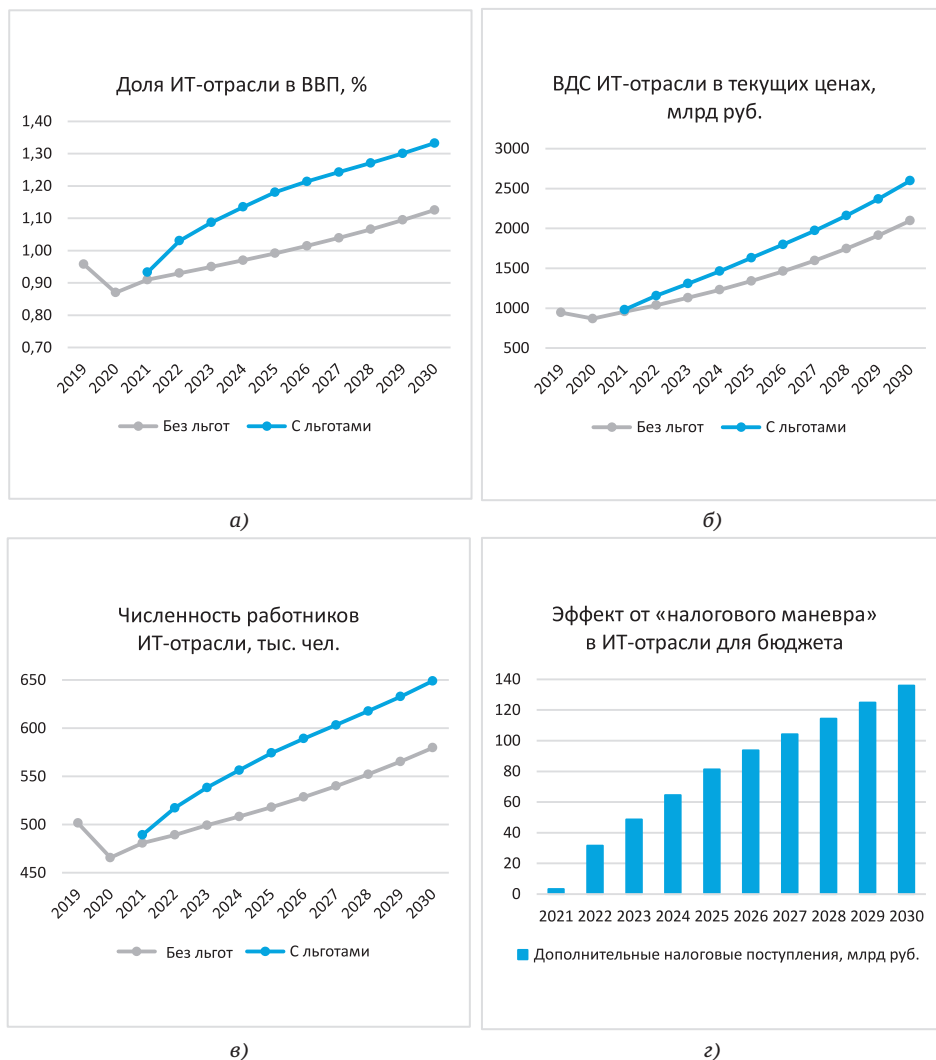 Доля ИТ-отрасли в ВВП, %
1,40
1,30
1,20
1,10
1,00
0,90
0,80
0,70
2019 2020 2021 2022 2023 2024 2025 2026 2027 2028 2029 2030
Без льгот С льготами
а)
ВДС ИТ-отрасли в текущих ценах,
млрд руб.
3000
2500
2000
1500
1000
500
2019 2020 2021 2022 2023 2024 2025 2026 2027 2028 2029 2030
Без льгот С льготами
б)
Численность работников
ИТ-отрасли, тыс. чел.
650
600
550
500
450
2019 2020 2021 2022 2023 2024 2025 2026 2027 2028 2029 2030
Без льгот С льготами
в)
Эффект от «налогового маневра»
в ИТ-отрасли для бюджета
140
120
100
80
60
40
20
0
2021 2022 2023 2024 2025 2026 2027 2028 2029 2030
Дополнительные налоговые поступления, млрд руб.
г)